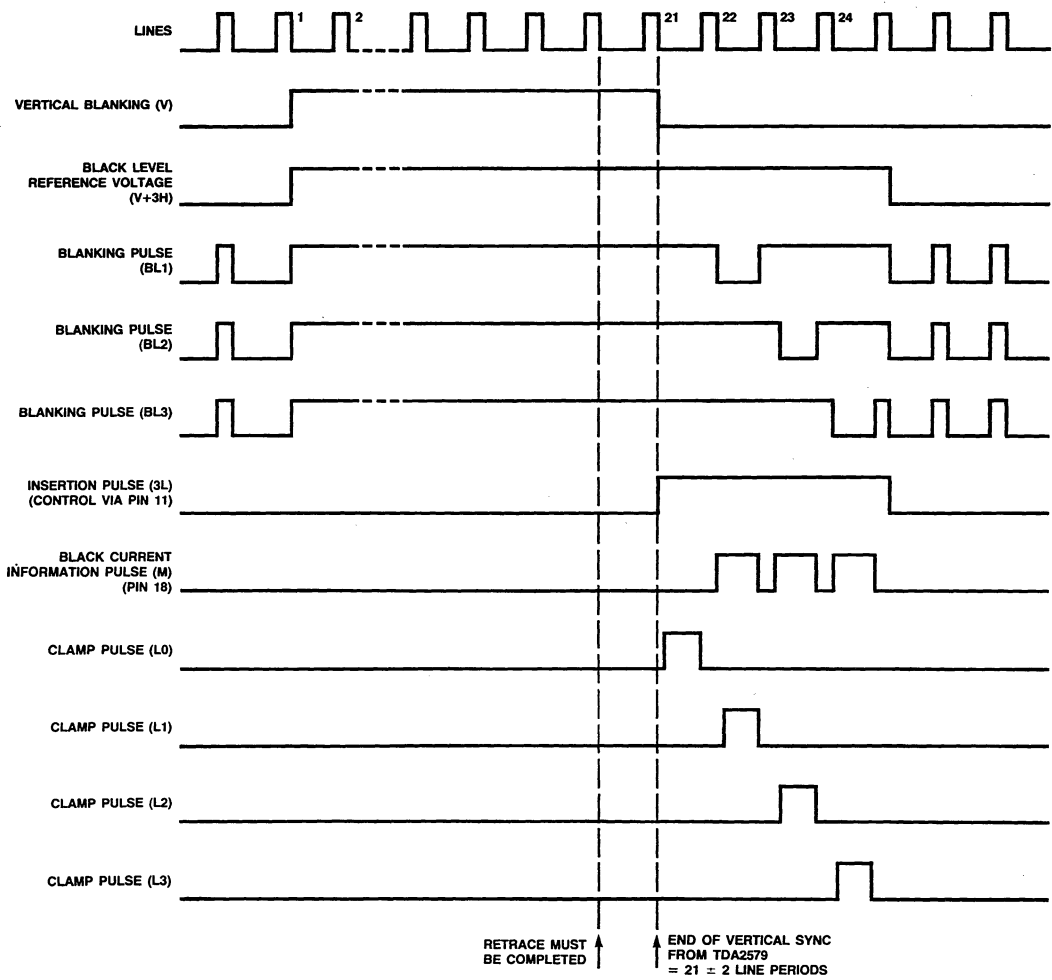 LINES
1
2
21
22
23
24
VERTICAL BLANKING (V)
BLACK LEVEL
REFERENCE VOLTAGE
(V+3H)
BLANKING PULSE
(BL1)
BLANKING PULSE
(BL2)
BLANKING PULSE (BL3)
INSERTION PULSE (3L)
(CONTROL VIA PIN 11)
BLACK CURRENT
INFORMATION PULSE (M)
(PIN 18)
CLAMP PULSE (L0)
CLAMP PULSE (L1)
CLAMP PULSE (L2)
CLAMP PULSE (L3)
RETRACE MUST
BE COMPLETED
END OF VERTICAL SYNC
FROM TDA2579
= 21 ± 2 LINE PERIODS